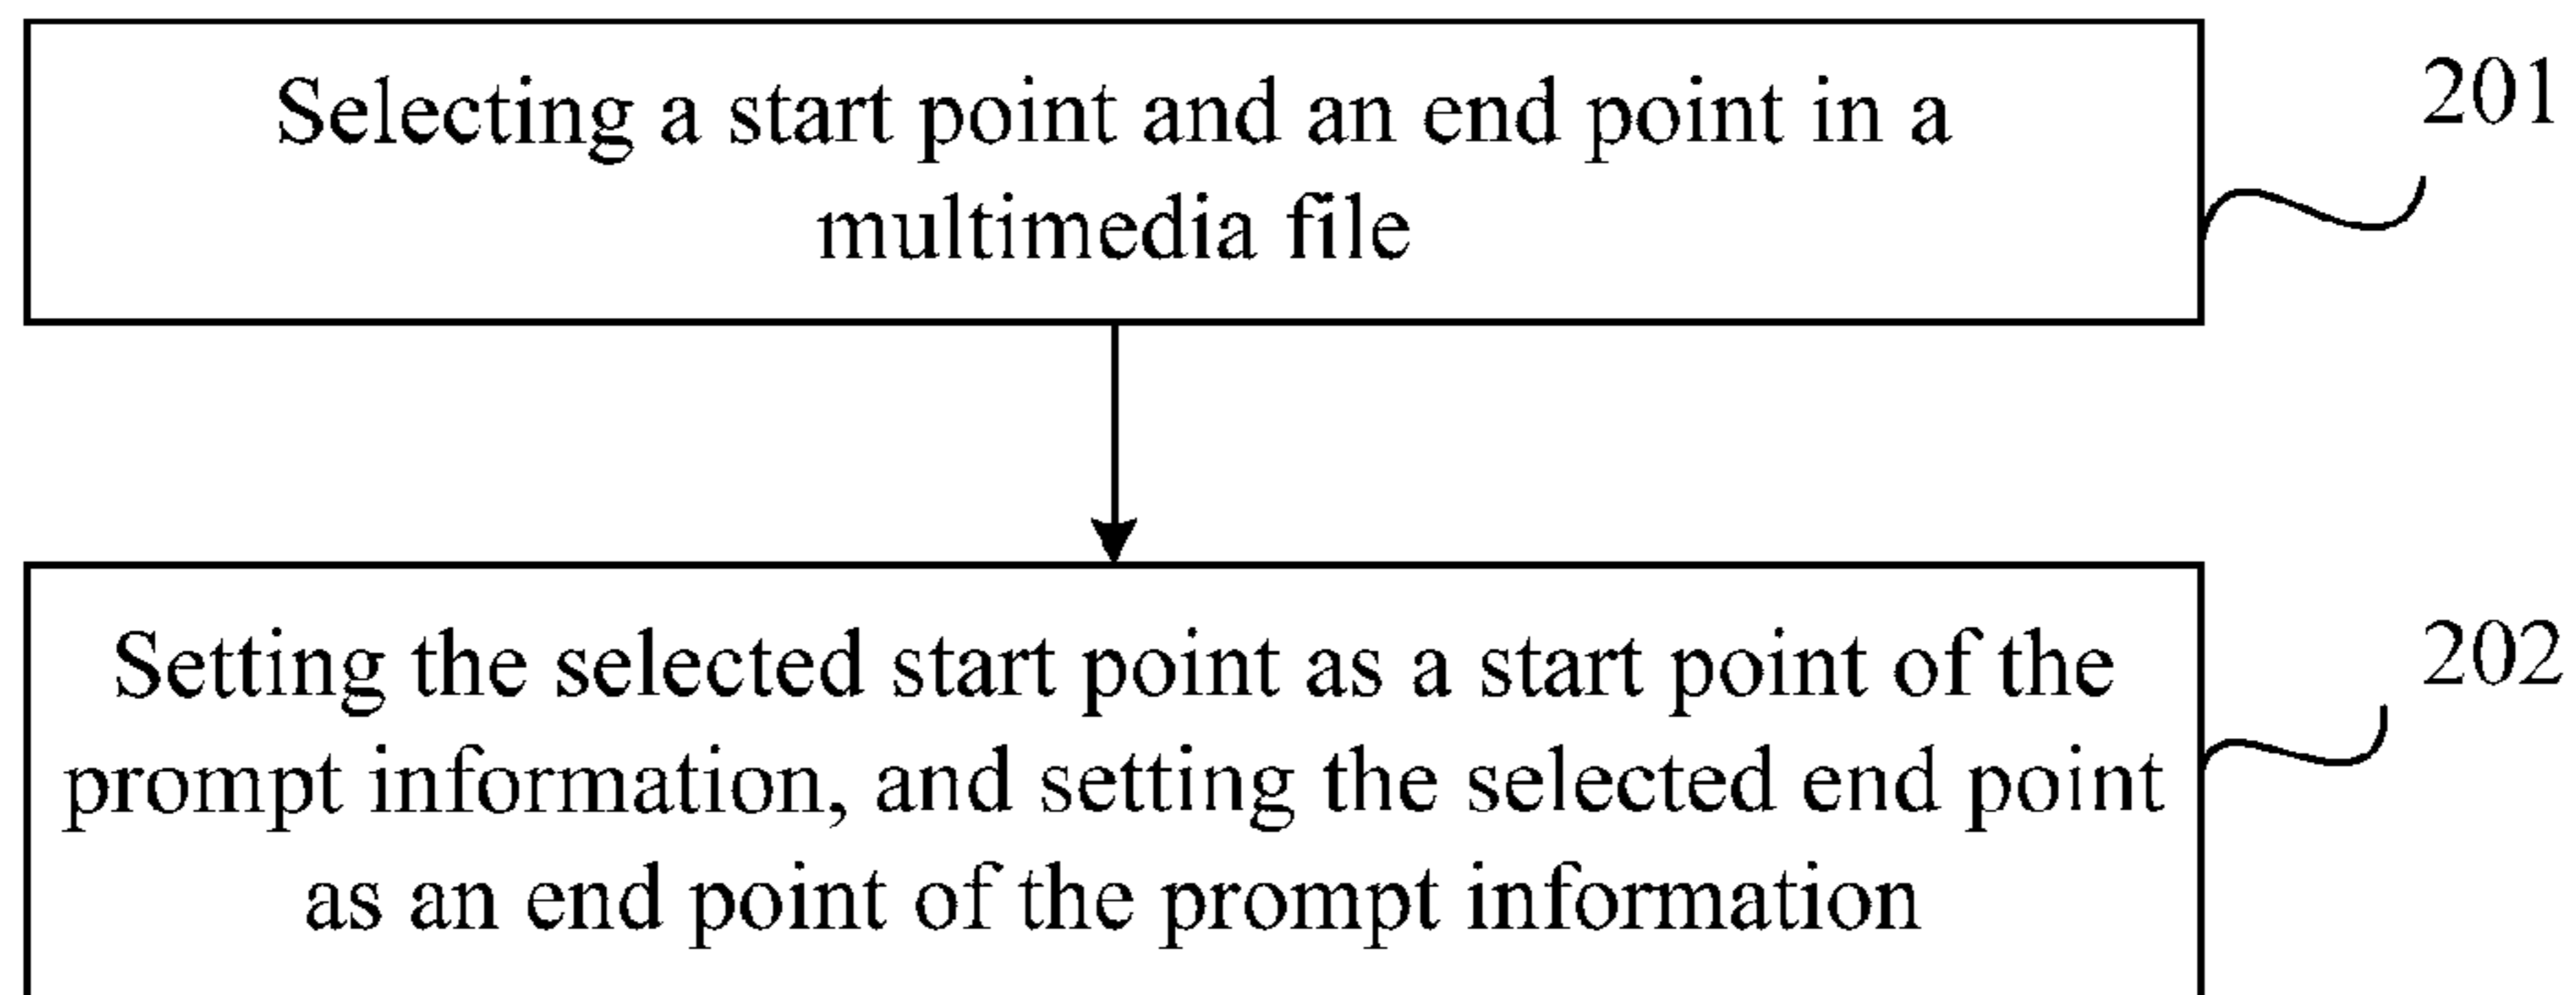 Selecting a start point and an end point in a
multimedia file
201
Setting the selected start point as a start point of the
prompt information, and setting the selected end point
as an end point of the prompt information
202